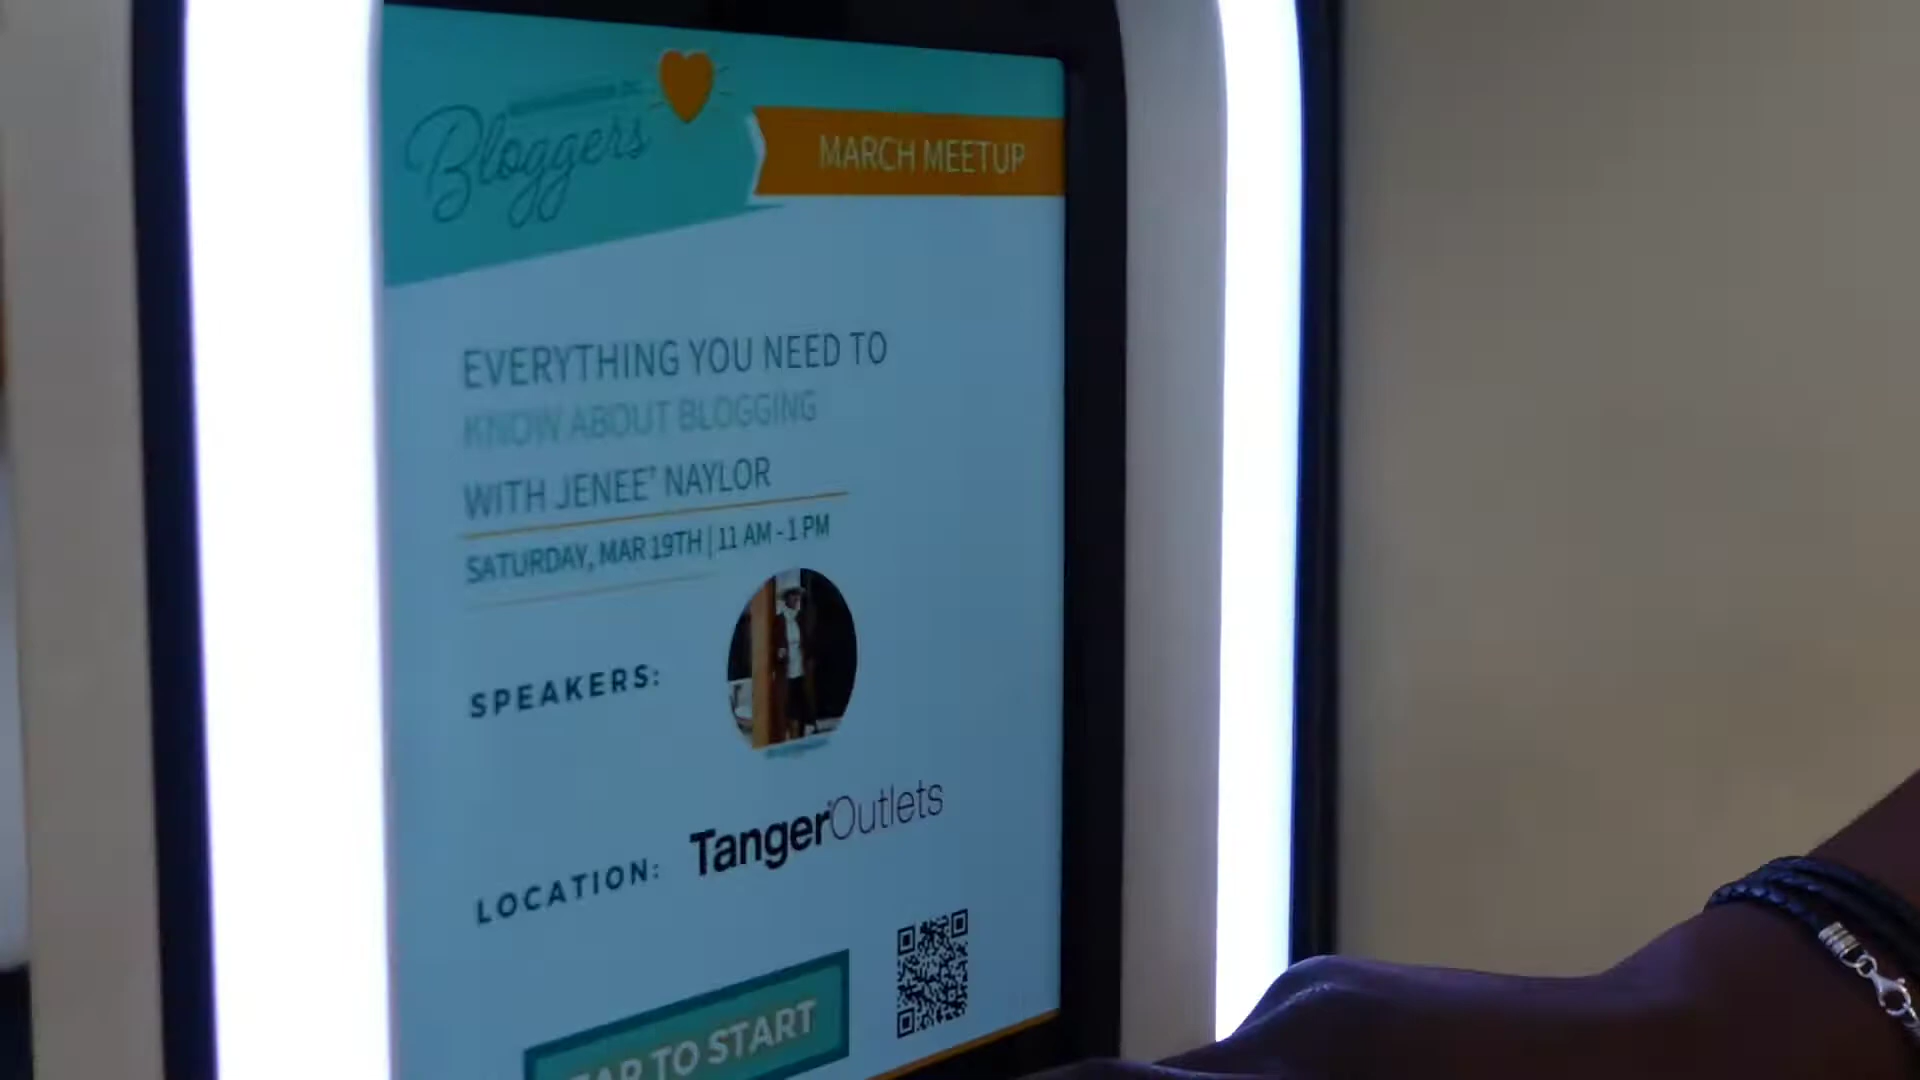 Bloggers
MARCH MEETUP
EVERYTHING YOU NEED TO
KNOW ABOUT BLOGGING
WITH JENEE' NAYLOR
SATURDAY, MAR 19TH | 11 AM - 1 PM
SPEAKERS:
LOCATION:
TangerOutlets
TAP TO START